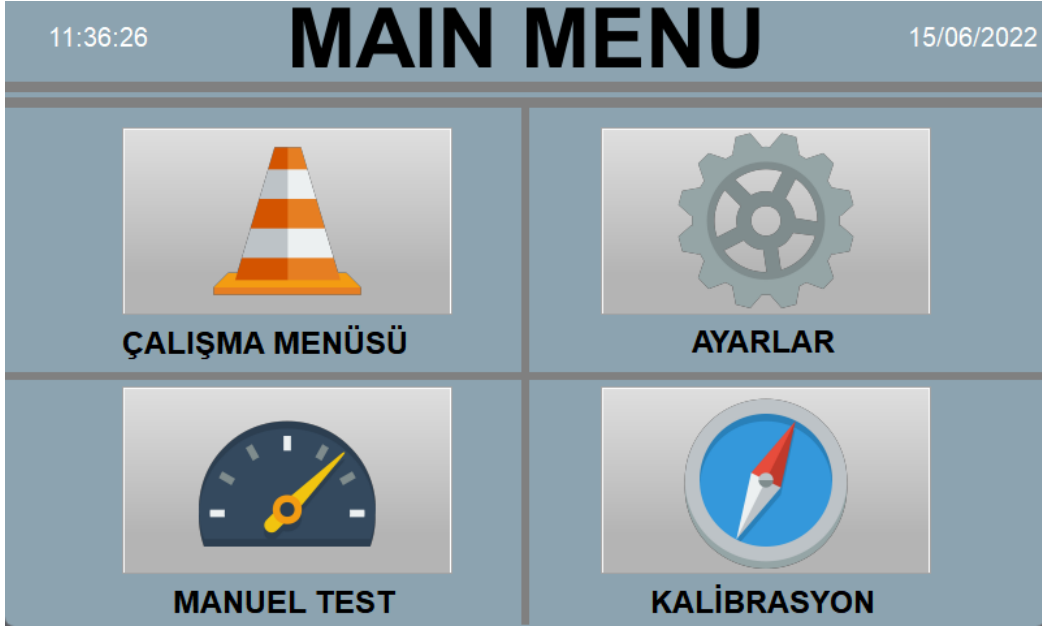 11:36:26
MAIN MENU
15/06/2022
ÇALIŞMA MENÜSÜ
AYARLAR
MANUEL TEST
KALİBRASYON